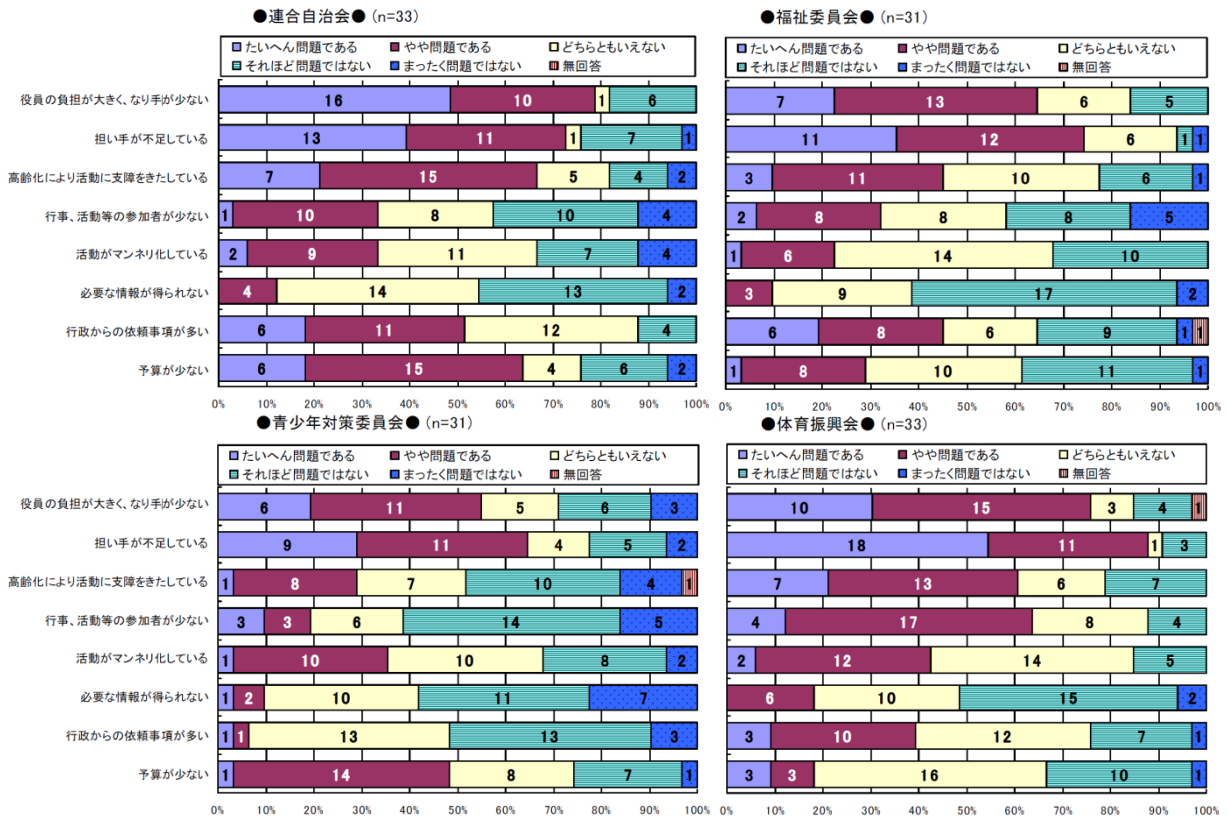 ●連合自治会● (n=33)
たいへん問題である やや問題である どちらともいえない
それほど問題ではない まったく問題ではない 無回答
役員の負担が大きく、なり手が少ない 16 10 1 6
担い手が不足している 13 11 1 7 1
高齢化により活動に支障をきたしている 7 15 5 4 2
行事、活動等の参加者が少ない 1 10 8 10 4
活動がマンネリ化している 2 9 11 7 4
必要な情報が得られない 4 14 13 2
行政からの依頼事項が多い 6 11 12 4
予算が少ない 6 15 4 6 2
0% 10% 20% 30% 40% 50% 60% 70% 80% 90% 100%
●福祉委員会● (n=31)
たいへん問題である やや問題である どちらともいえない
それほど問題ではない まったく問題ではない 無回答
7 13 6 5
11 12 6 1 1
3 11 10 6 1
2 8 8 8 5
1 6 14 10
3 9 17 2
6 8 6 9 1 1
1 8 10 11 1
0% 10% 20% 30% 40% 50% 60% 70% 80% 90% 100%
●青少年対策委員会● (n=31)
たいへん問題である やや問題である どちらともいえない
それほど問題ではない まったく問題ではない 無回答
役員の負担が大きく、なり手が少ない 6 11 5 6 3
担い手が不足している 9 11 4 5 2
高齢化により活動に支障をきたしている 1 8 7 10 4 1
行事、活動等の参加者が少ない 3 3 6 14 5
活動がマンネリ化している 1 10 10 8 2
必要な情報が得られない 1 2 10 11 7
行政からの依頼事項が多い 1 1 13 13 3
予算が少ない 1 14 8 7 1
0% 10% 20% 30% 40% 50% 60% 70% 80% 90% 100%
●体育振興会● (n=33)
たいへん問題である やや問題である どちらともいえない
それほど問題ではない まったく問題ではない 無回答
10 15 3 4 1
18 11 1 3
7 13 6 7
4 17 8 4
2 12 14 5
6 10 15 2
3 10 12 7 1
3 3 16 10 1
0% 10% 20% 30% 40% 50% 60% 70% 80% 90% 100%